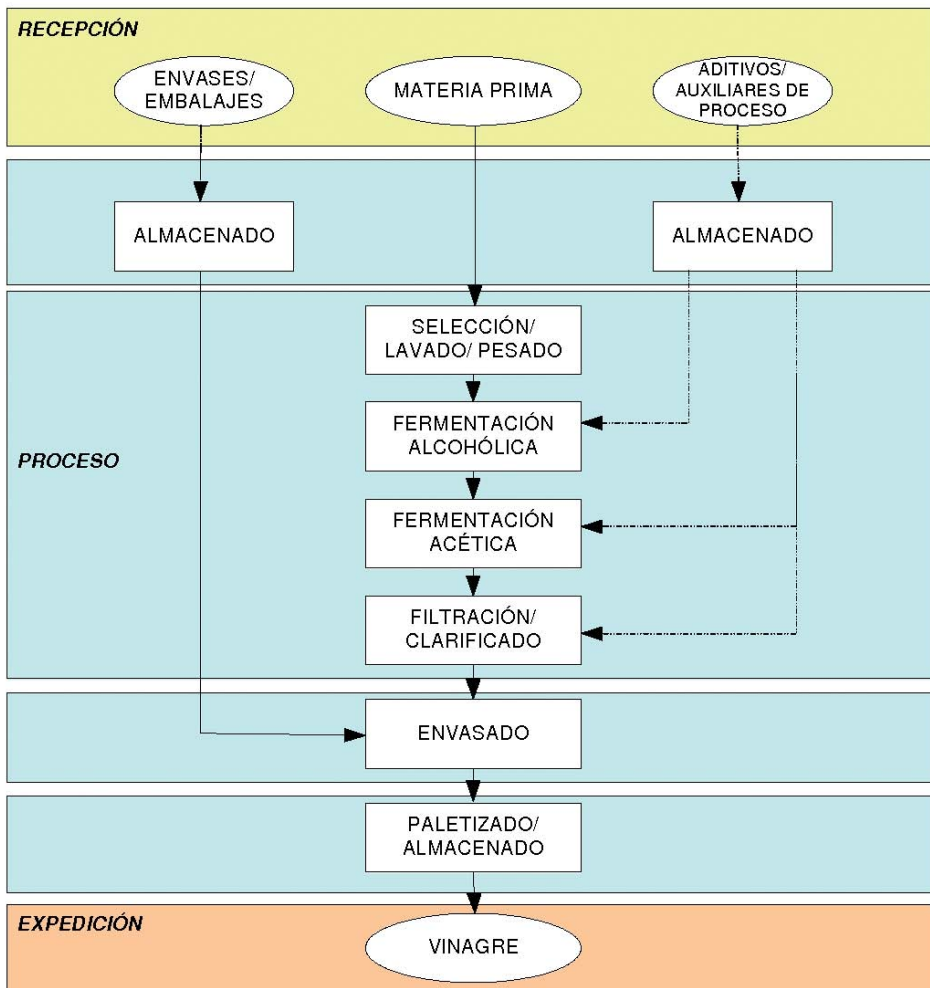 RECEPCIÓN
ENVASES/
EMBALAJES
MATERIA PRIMA
ADITIVOS/
AUXILIARES DE
PROCESO
ALMACENADO
ALMACENADO
SELECCIÓN/
LAVADO/ PESADO
FERMENTACIÓN
ALCOHÓLICA
PROCESO
FERMENTACIÓN
ACÉTICA
FILTRACIÓN/
CLARIFICADO
ENVASADO
PALETIZADO/
ALMACENADO
EXPEDICIÓN
VINAGRE